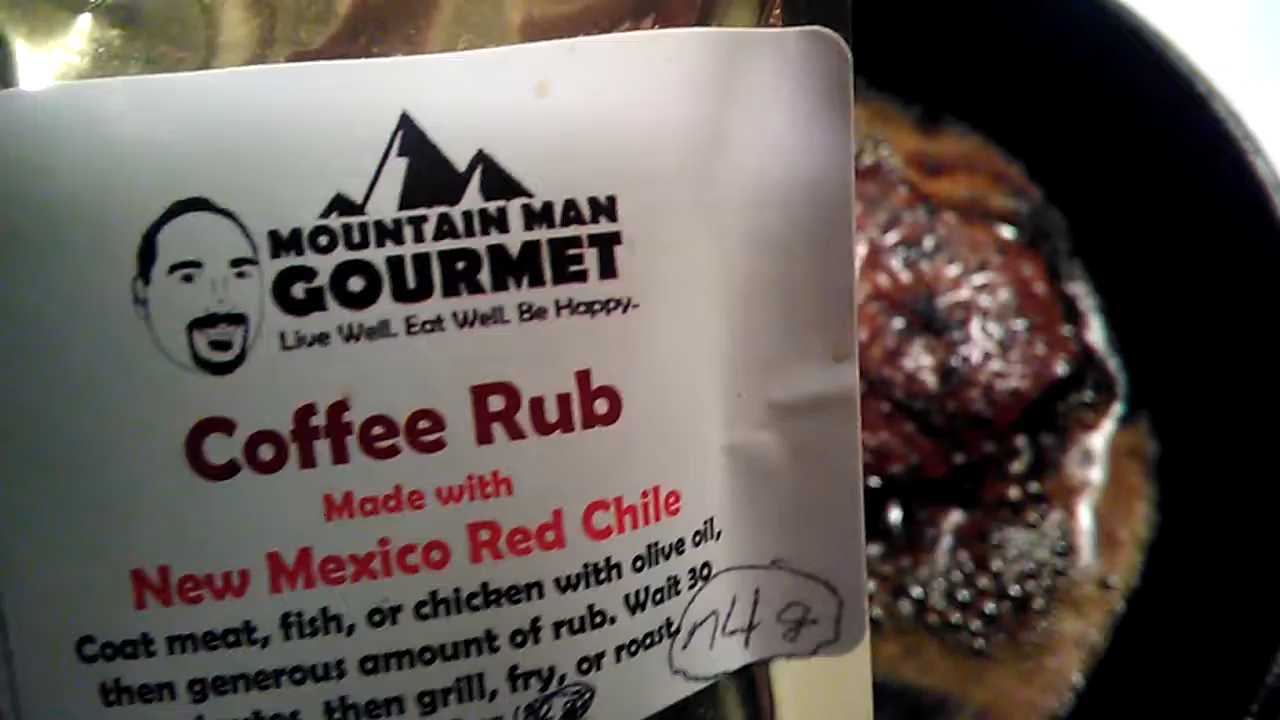 MOUNTAIN MAN
GOURMET
Live Well. Eat Well. Be Happy.
Coffee Rub
Made with
New Mexico Red Chile
Coat meat, fish, or chicken with olive oil,
then generous amount of rub. Wait 30
then grill, fry, or roast